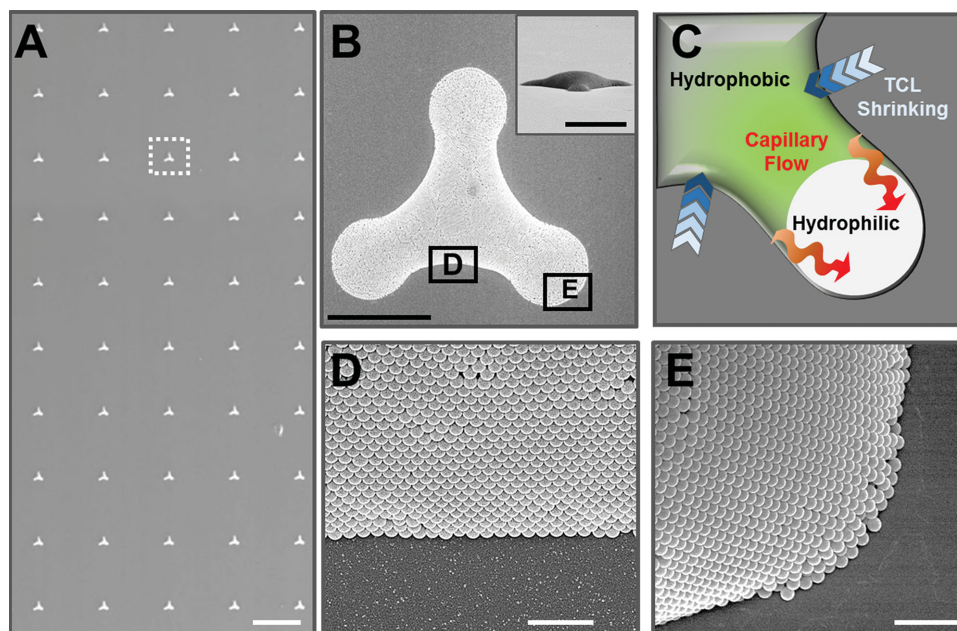 A
B
D
E
C
Hydrophobic
TCL
Shrinking
Capillary
Flow
Hydrophilic
D
E